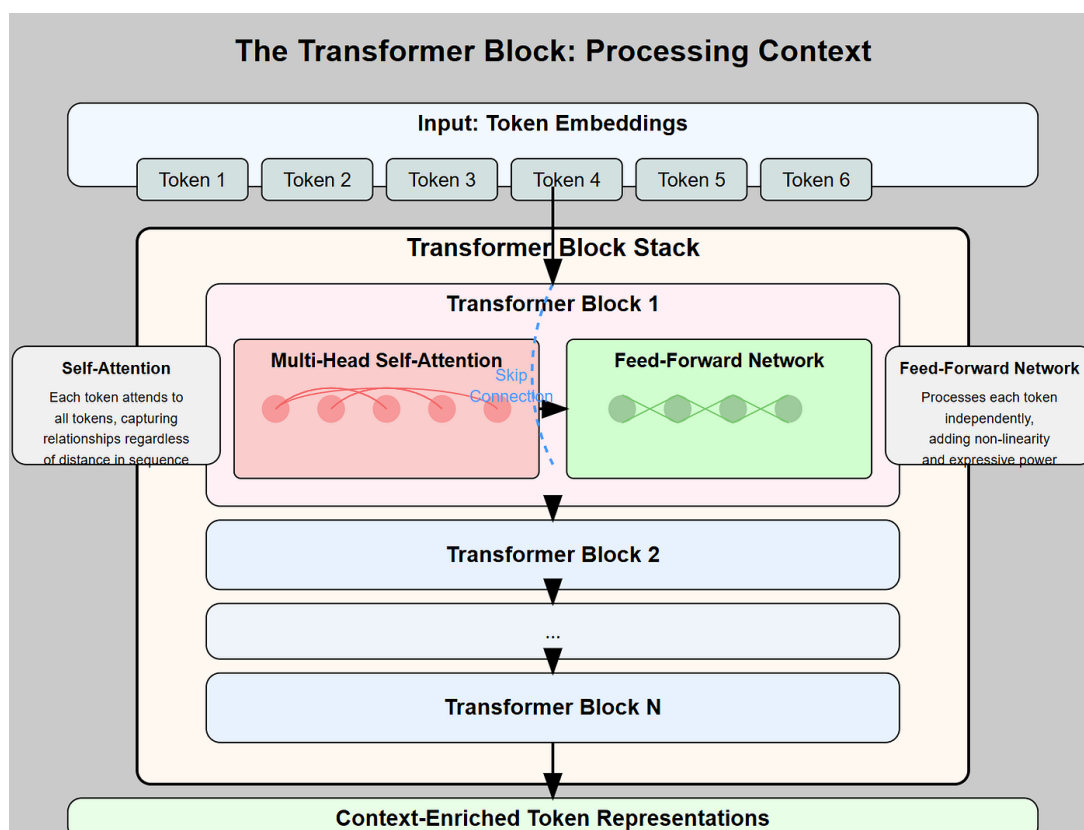 The Transformer Block: Processing Context
Input: Token Embeddings
Token 1
Token 2
Token 3
Token 4
Token 5
Token 6
Transformer Block Stack
Transformer Block 1
Self-Attention
Each token attends to
all tokens, capturing
relationships regardless
of distance in sequence
Multi-Head Self-Attention
Skip
Connection
Feed-Forward Network
Feed-Forward Network
Processes each token
independently,
adding non-linearity
and expressive power
Transformer Block 2
...
Transformer Block N
Context-Enriched Token Representations